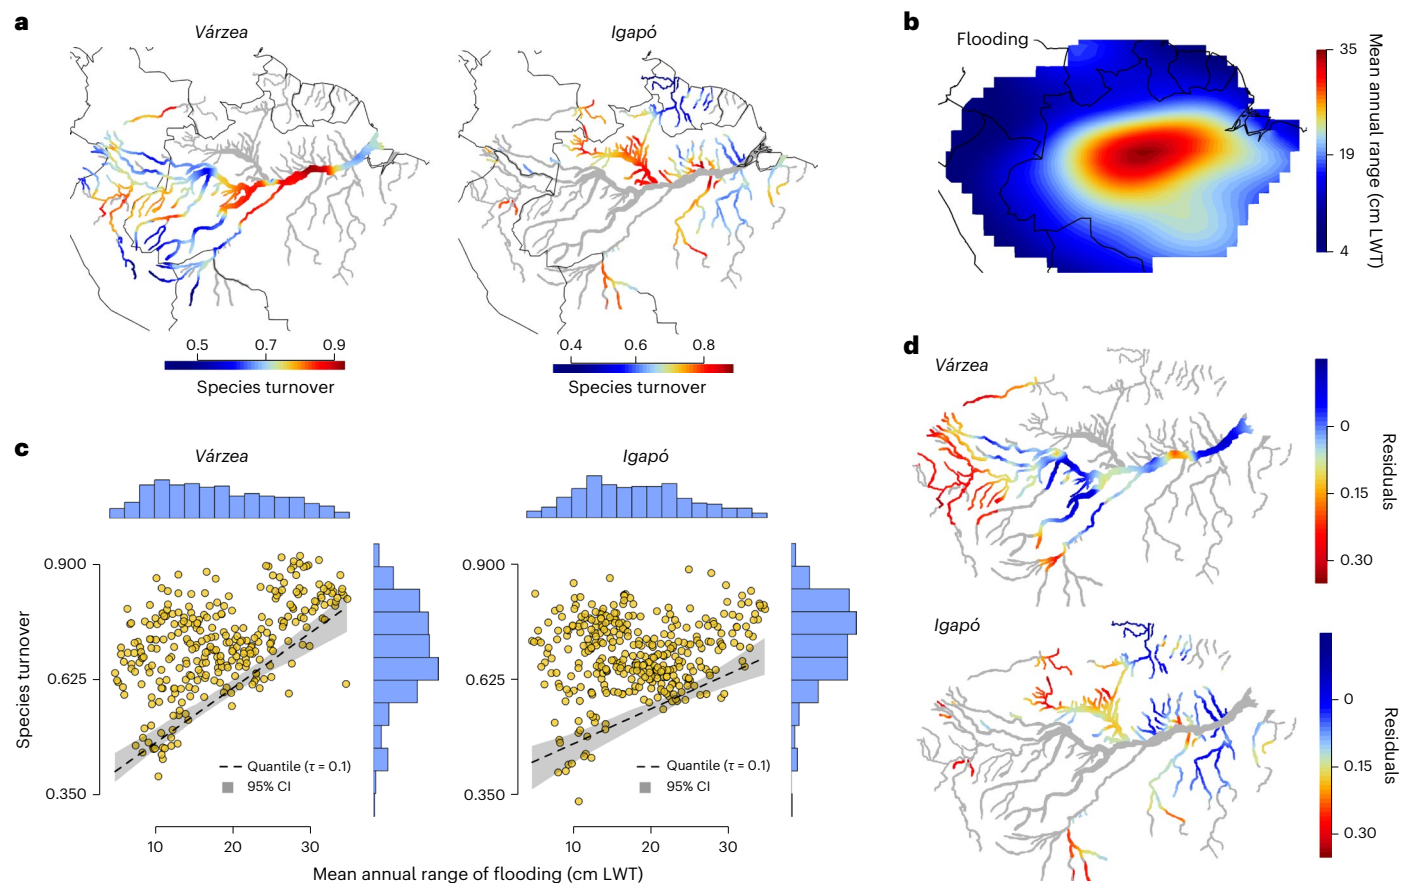 a
Várzea
Igapó
0.5 0.7 0.9
Species turnover
0.4 0.6 0.8
Species turnover
b
Flooding
35
19
4
Mean annual range (cm LWT)
c
Várzea
Igapó
Species turnover
0.900
0.625
0.350
Quantile (τ = 0.1)
95% CI
10 20 30
0.900
0.625
0.350
Quantile (τ = 0.1)
95% CI
10 20 30
Mean annual range of flooding (cm LWT)
d
Várzea
0
0.15
0.30
Residuals
Igapó
0
0.15
0.30
Residuals